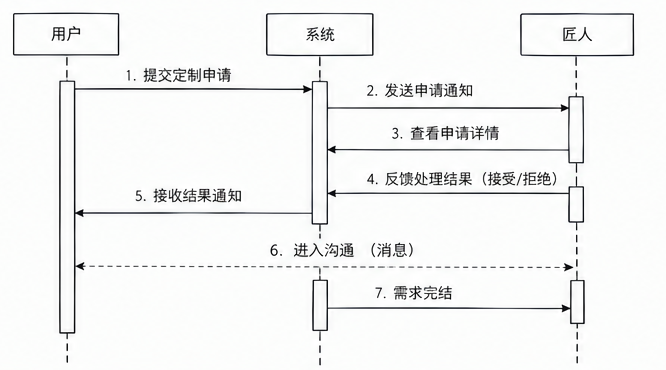 用户
系统
匠人
1. 提交定制申请
2. 发送申请通知
3. 查看申请详情
4. 反馈处理结果（接受/拒绝）
5. 接收结果通知
6. 进入沟通 （消息）
7. 需求完结